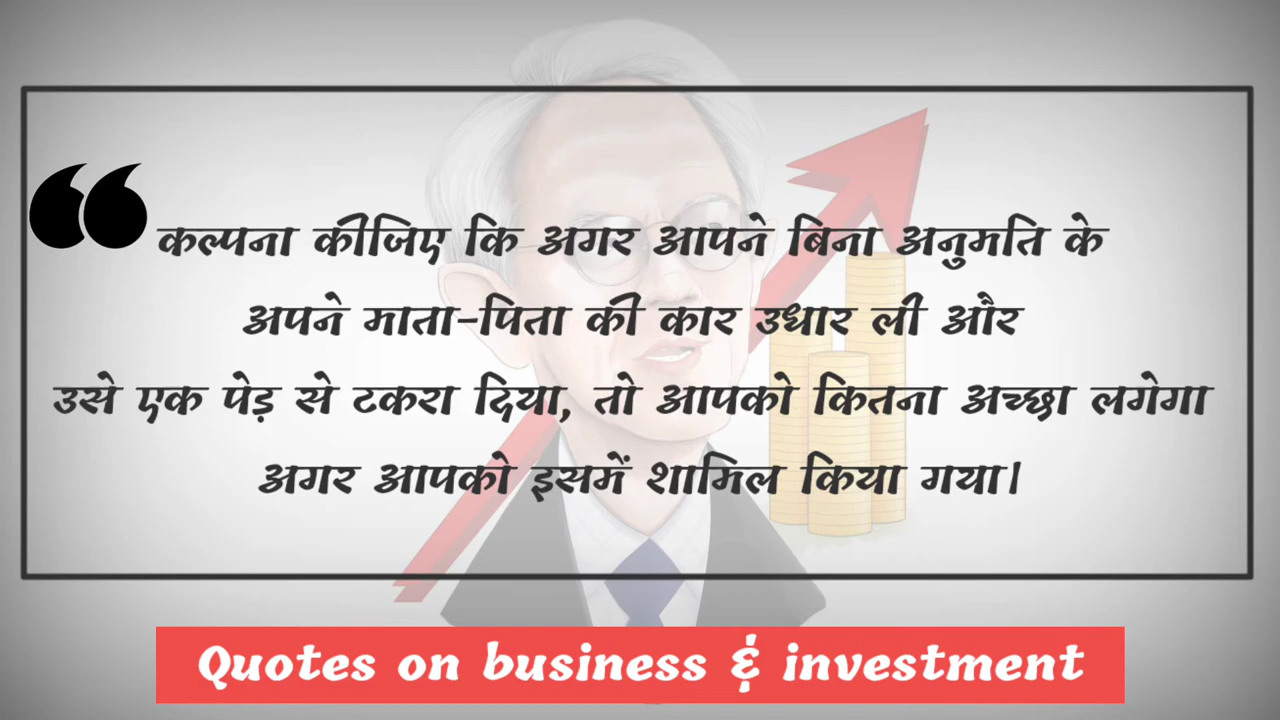 कल्पना कीजिए कि अगर आपने बिना अनुमति के
अपने माता-पिता की कार उधार ली और
उसे एक पेड़ से टकरा दिया, तो आपको कितना अच्छा लगेगा
अगर आपको इसमें शामिल किया गया।
Quotes on business & investment